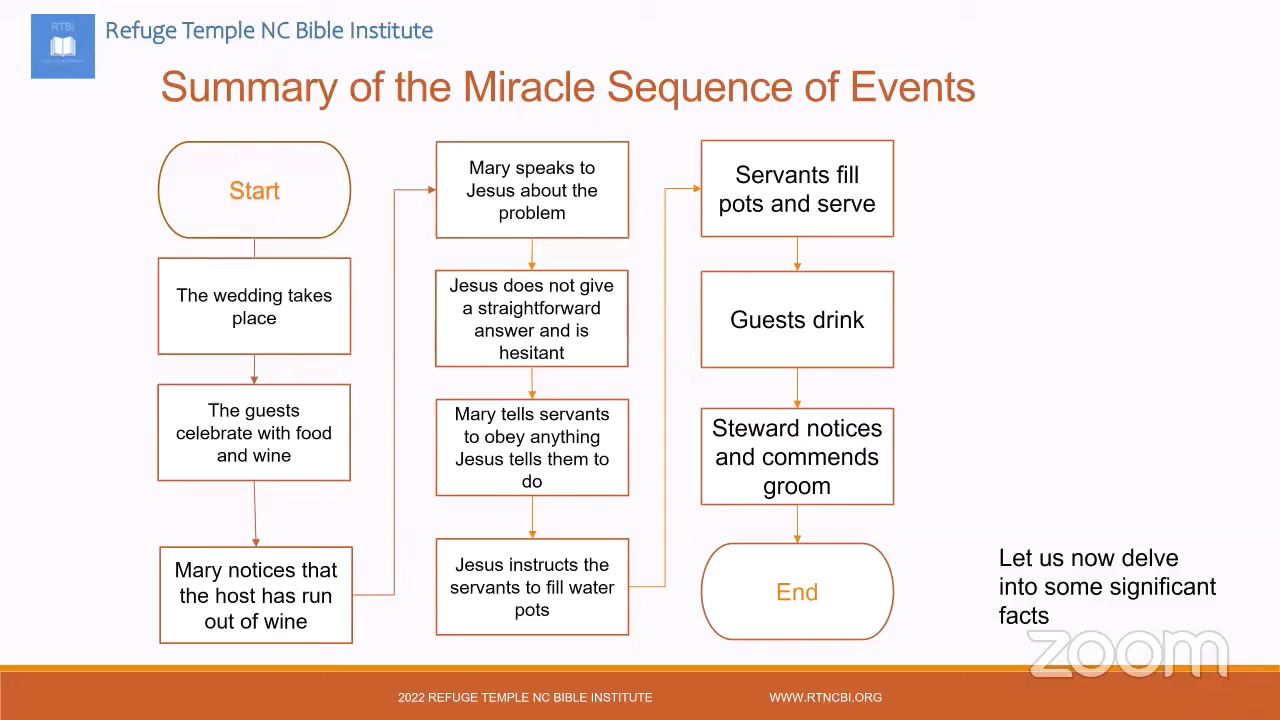 RTBI
Refuge Temple NC Bible Institute
Summary of the Miracle Sequence of Events
Start
The wedding takes
place
The guests
celebrate with food
and wine
Mary notices that
the host has run
out of wine
Mary speaks to
Jesus about the
problem
Jesus does not give
a straightforward
answer and is
hesitant
Mary tells servants
to obey anything
Jesus tells them to
do
Jesus instructs the
servants to fill water
pots
Servants fill
pots and serve
Guests drink
Steward notices
and commends
groom
End
Let us now delve
into some significant
facts
zoom
2022 REFUGE TEMPLE NC BIBLE INSTITUTE
WWW.RTNCBI.ORG